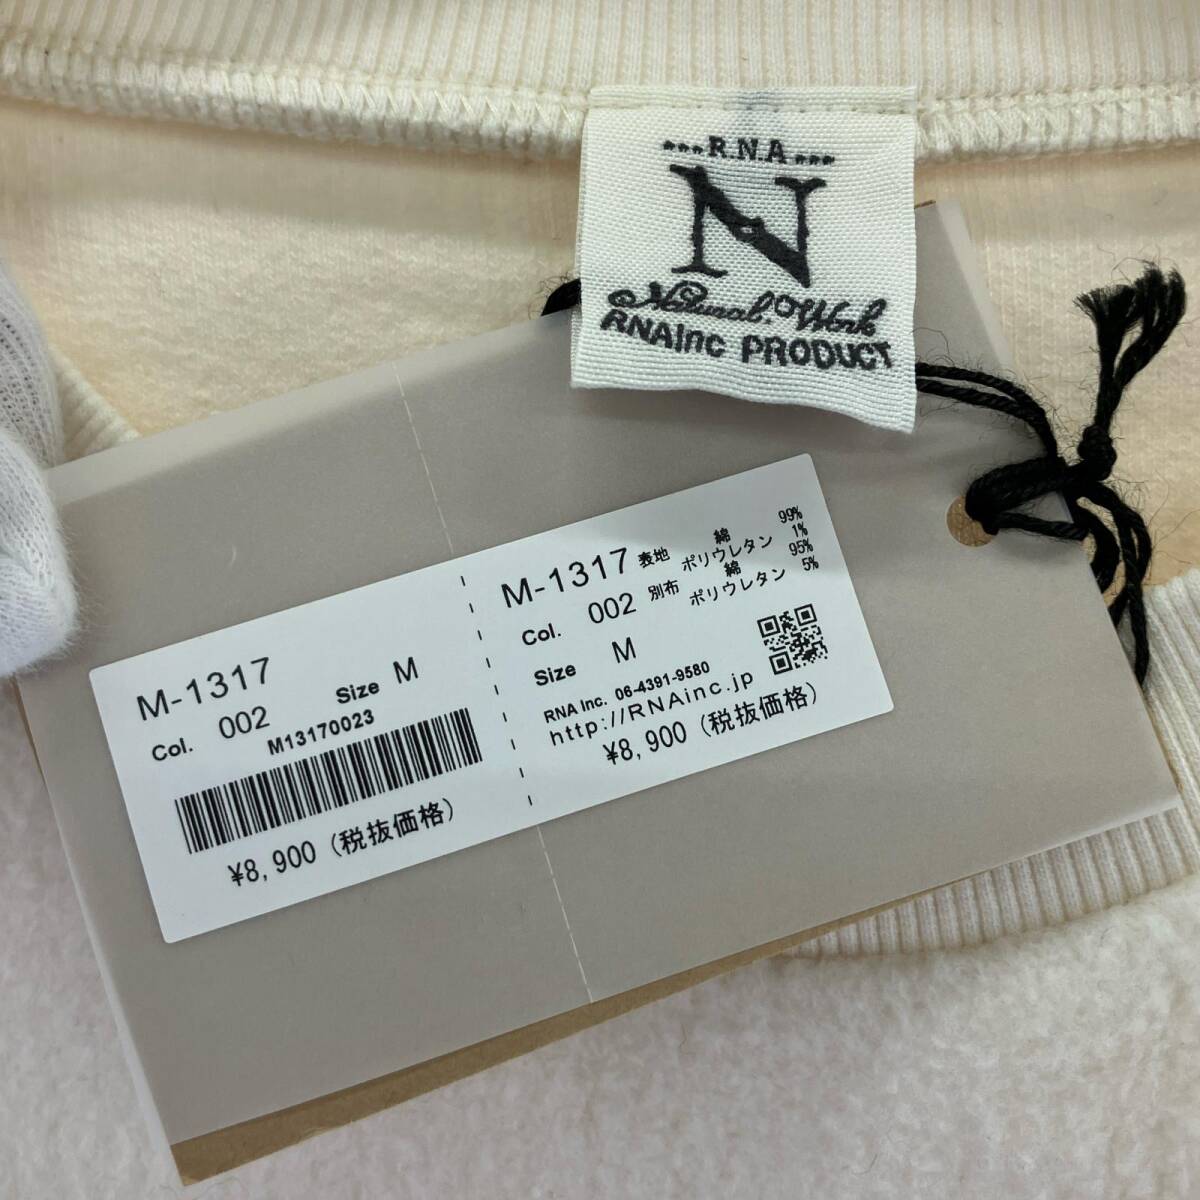 R.N.A
N
Natural Work
RNAInc PRODUCT
M-1317
Col. 002 Size M
M13170023
¥8,900 (税抜価格)
M-1317
Col. 002
Size M
表地 綿 99%
ポリウレタン 1%
別布 綿 95%
ポリウレタン 5%
RNA Inc. 06-4391-9580
http://RNAinc.jp
¥8,900 (税抜価格)